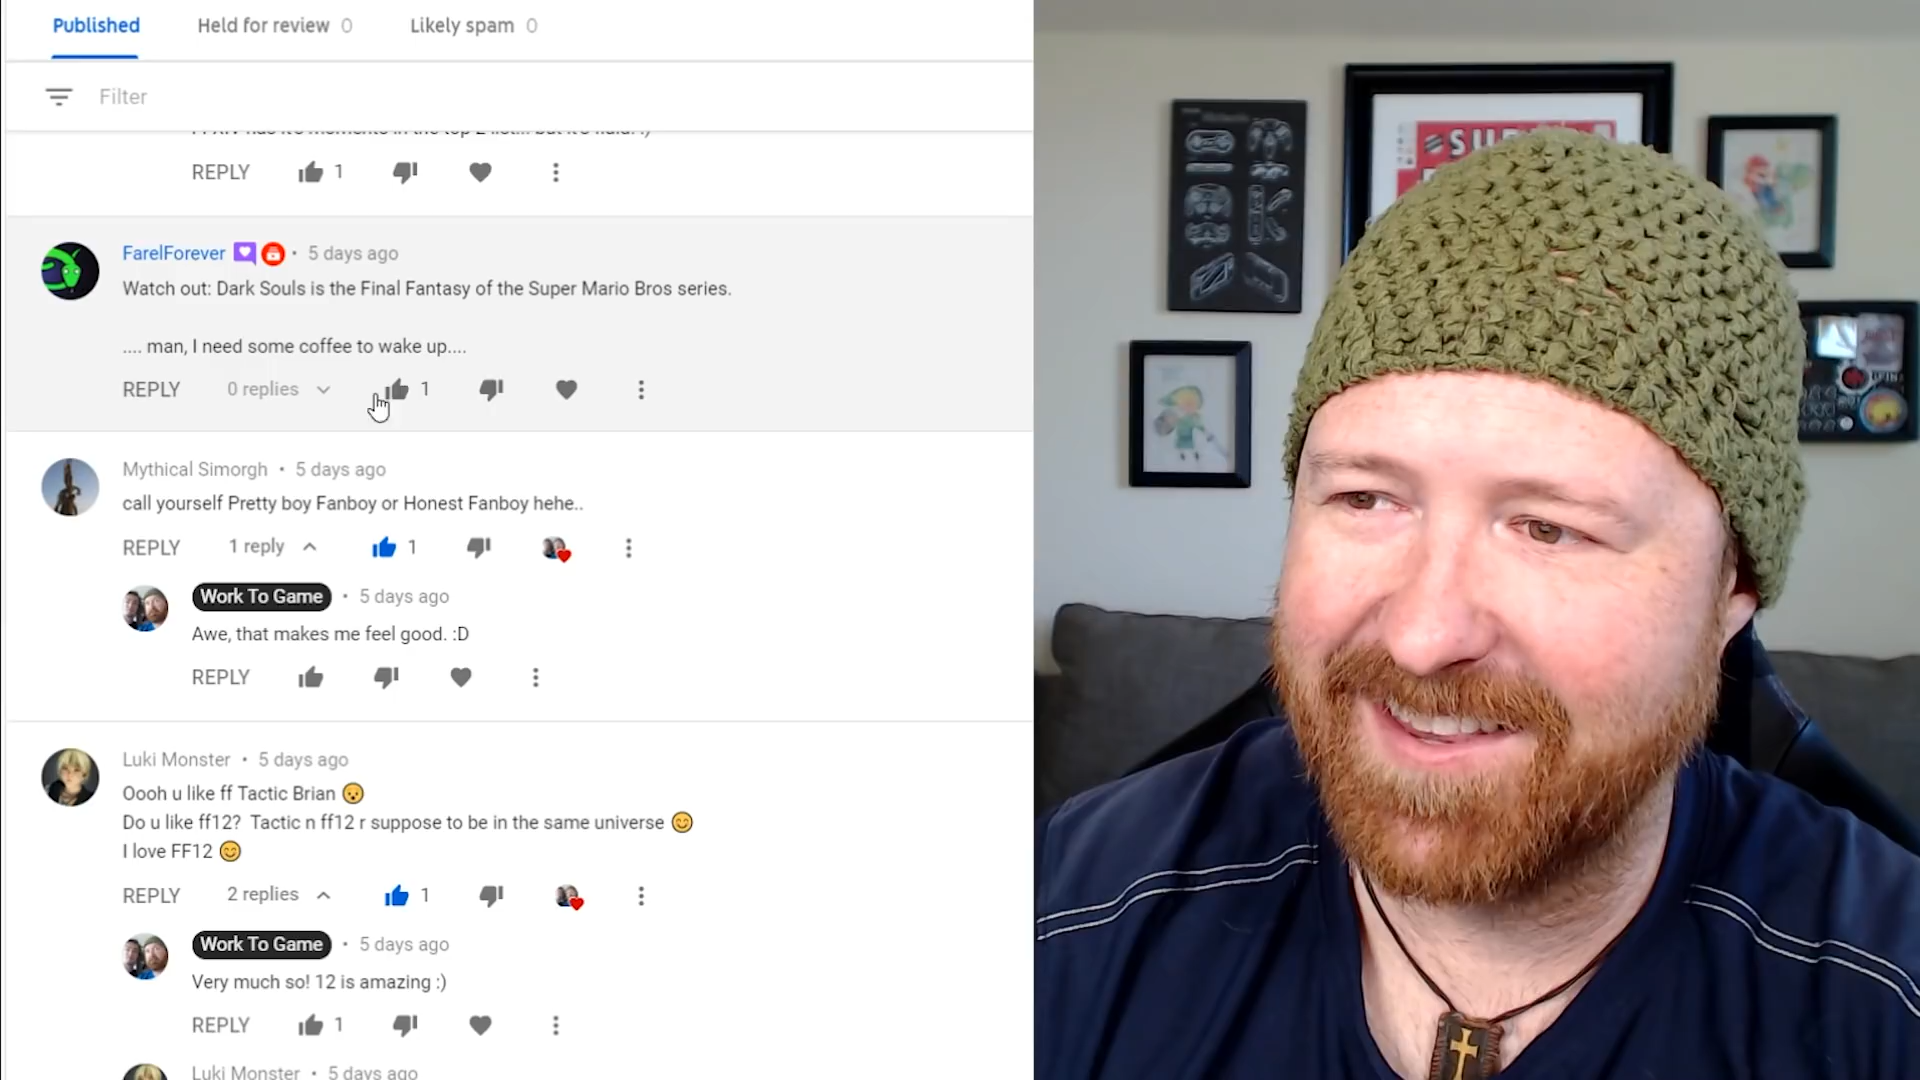 Published Held for review 0 Likely spam 0
Filter
REPLY 1
FarelForever • 5 days ago
Watch out: Dark Souls is the Final Fantasy of the Super Mario Bros series.
.... man, I need some coffee to wake up....
REPLY 0 replies 1
Mythical Simorgh • 5 days ago
call yourself Pretty boy Fanboy or Honest Fanboy hehe..
REPLY 1 reply 1
Work To Game • 5 days ago
Awe, that makes me feel good. :D
REPLY
Luki Monster • 5 days ago
Oooh u like ff Tactic Brian 😮
Do u like ff12? Tactic n ff12 r suppose to be in the same universe 😊
I love FF12 😊
REPLY 2 replies 1
Work To Game • 5 days ago
Very much so! 12 is amazing :)
REPLY 1
Luki Monster • 5 days ago